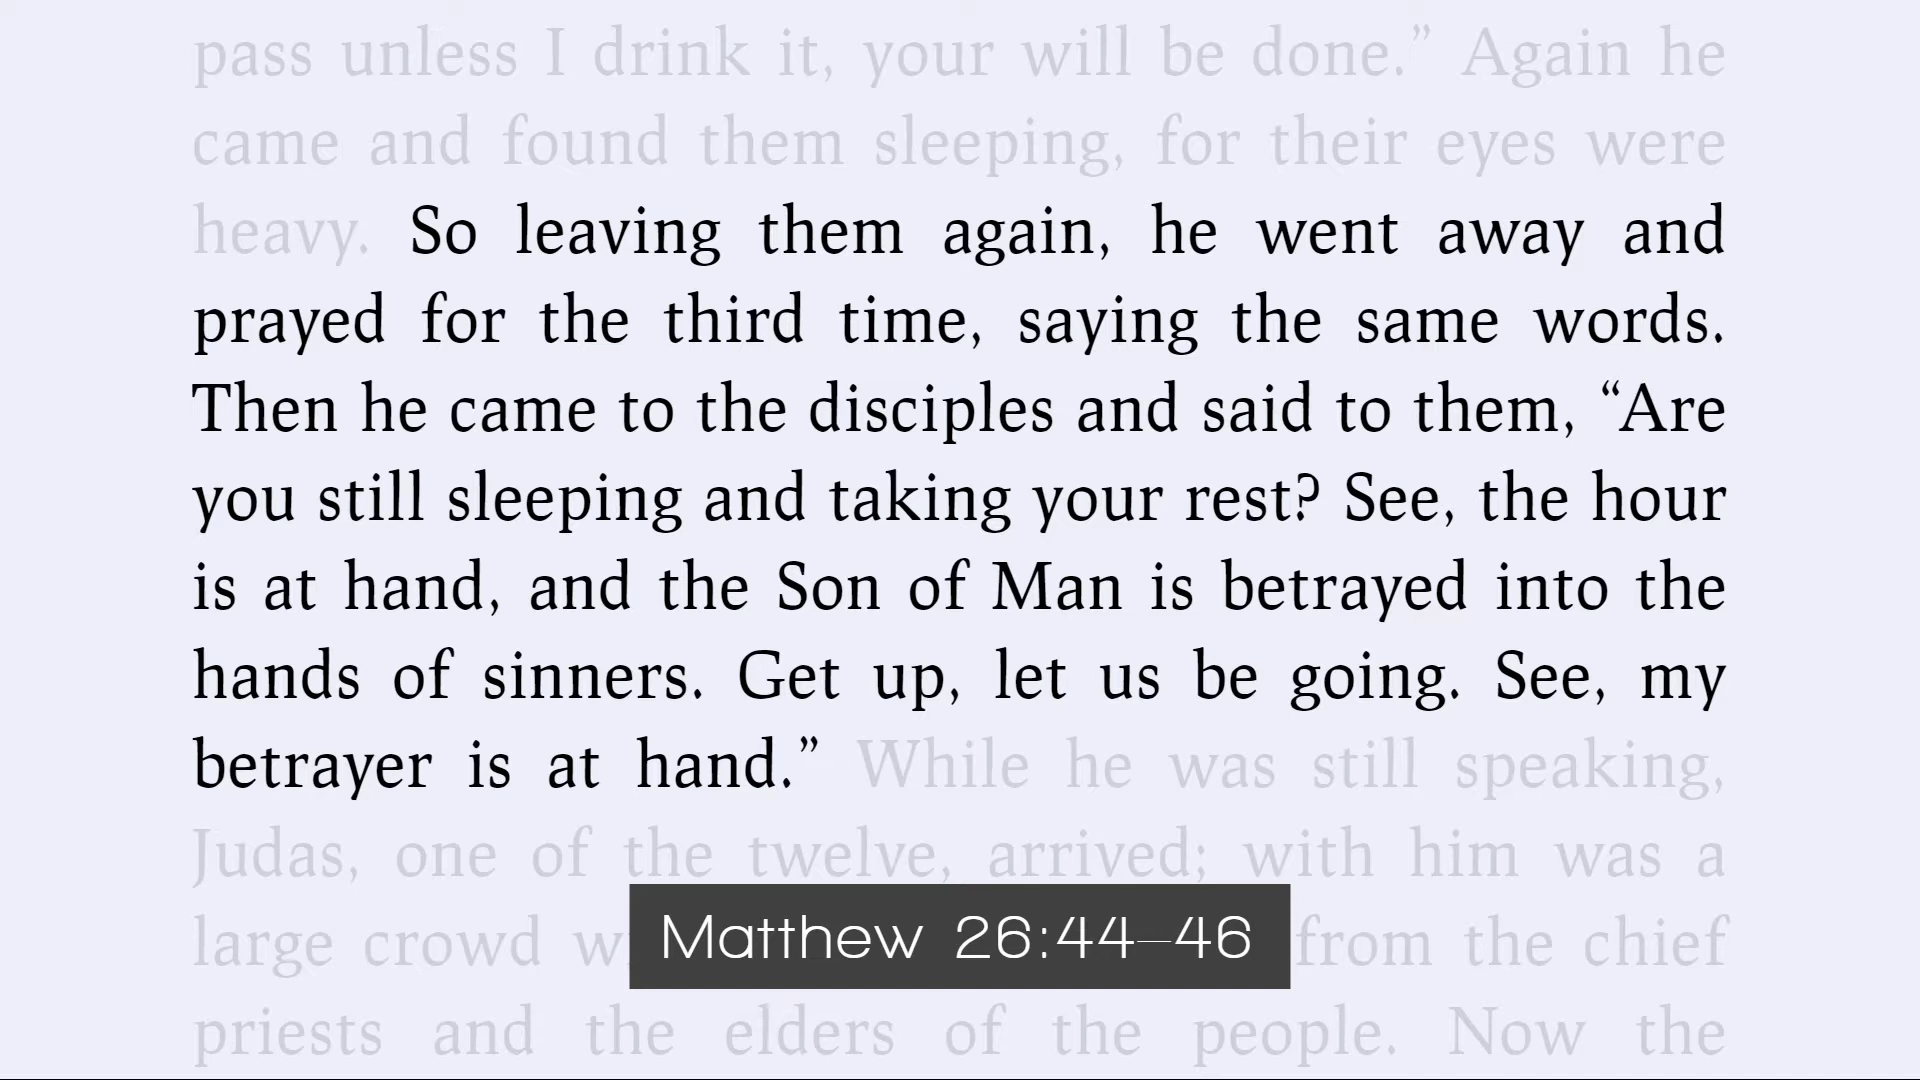 pass unless I drink it, your will be done.” Again he
came and found them sleeping, for their eyes were
heavy. So leaving them again, he went away and
prayed for the third time, saying the same words.
Then he came to the disciples and said to them, “Are
you still sleeping and taking your rest? See, the hour
is at hand, and the Son of Man is betrayed into the
hands of sinners. Get up, let us be going. See, my
betrayer is at hand.” While he was still speaking,
Judas, one of the twelve, arrived; with him was a
large crowd from the chief
Matthew 26:44–46
priests and the elders of the people. Now the